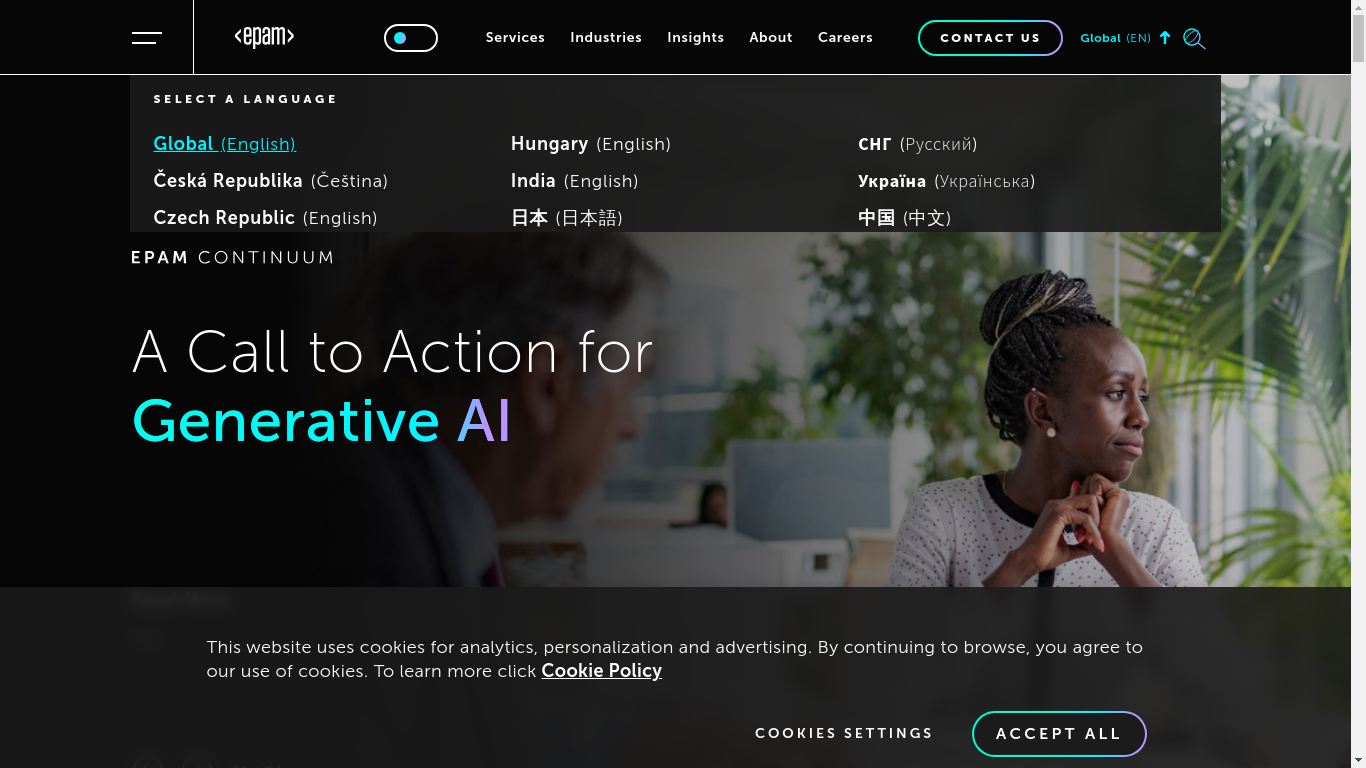 <epam>
Services Industries Insights About Careers
CONTACT US
Global (EN)
SELECT A LANGUAGE
Global (English)
Hungary (English)
СНГ (Русский)
Česká Republika (Čeština)
India (English)
Україна (Українська)
Czech Republic (English)
日本 (日本語)
中国 (中文)
EPAM CONTINUUM
A Call to Action for
Generative AI
This website uses cookies for analytics, personalization and advertising. By continuing to browse, you agree to
our use of cookies. To learn more click Cookie Policy
COOKIES SETTINGS
ACCEPT ALL